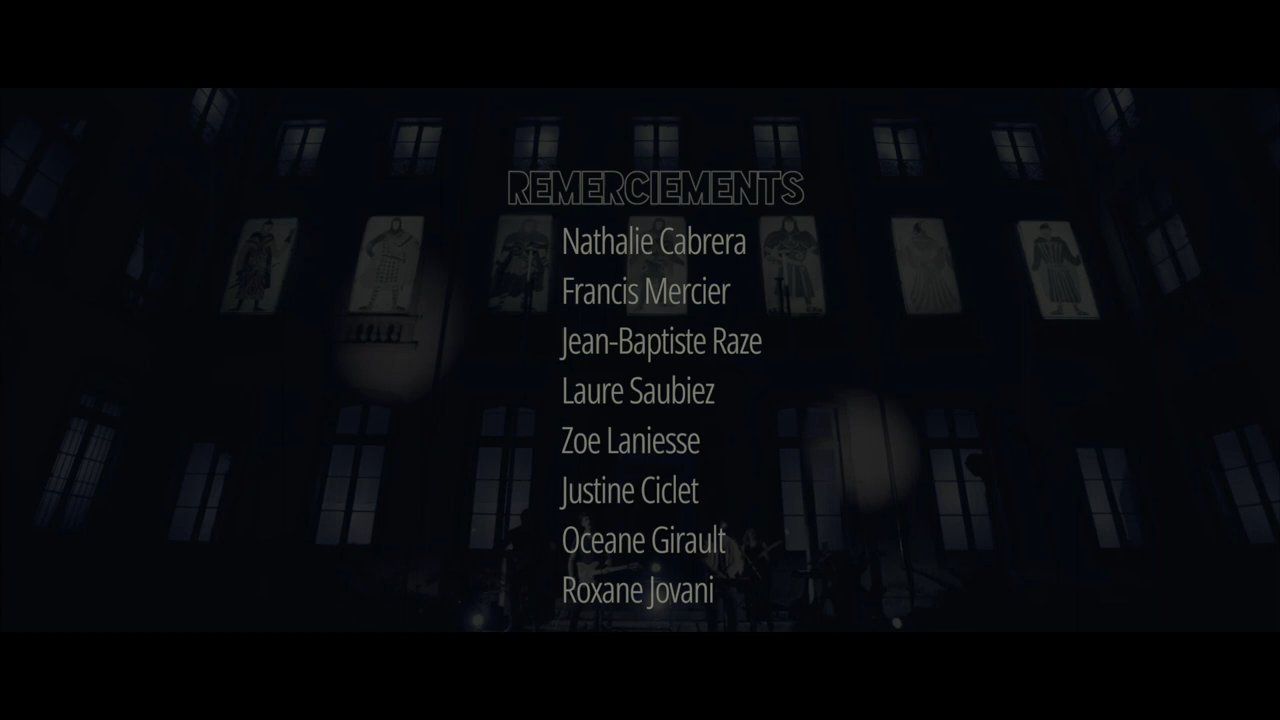 REMERCIEMENTS
Nathalie Cabrera
Francis Mercier
Jean-Baptiste Raze
Laure Saubiez
Zoe Laniesse
Justine Ciclet
Oceane Girault
Roxane Jovani